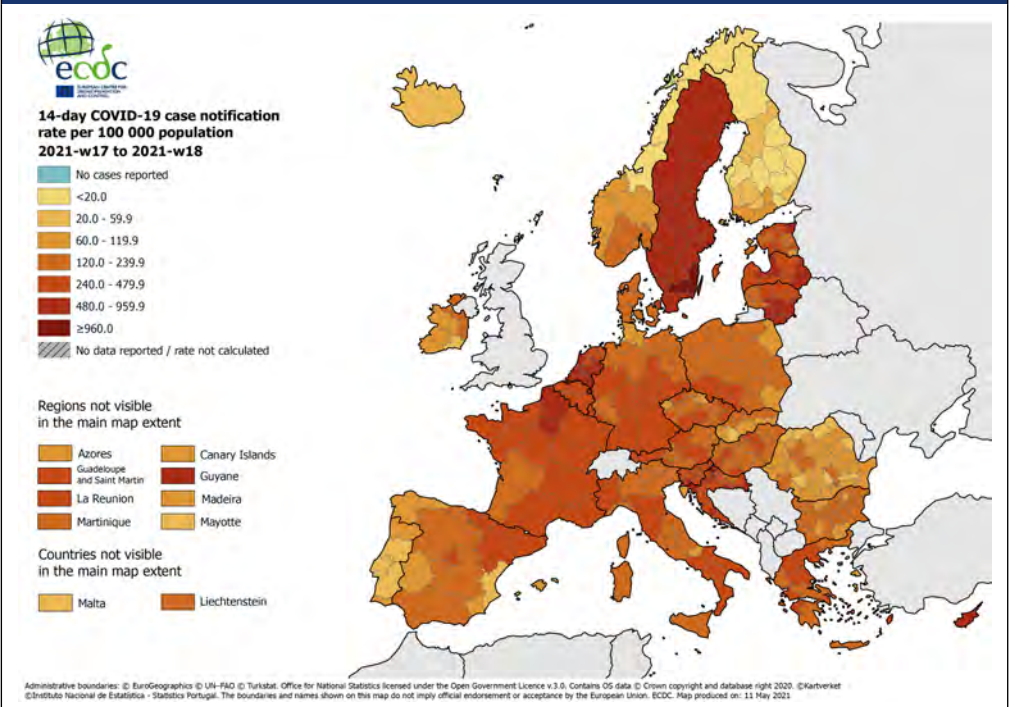 ecdc
EUROPEAN CENTRE FOR
DISEASE PREVENTION
AND CONTROL
14-day COVID-19 case notification
rate per 100 000 population
2021-w17 to 2021-w18
No cases reported
<20.0
20.0 - 59.9
60.0 - 119.9
120.0 - 239.9
240.0 - 479.9
480.0 - 959.9
≥960.0
No data reported / rate not calculated
Regions not visible
in the main map extent
Azores
Canary Islands
Guadeloupe
and Saint Martin
Guyane
La Reunion
Madeira
Martinique
Mayotte
Countries not visible
in the main map extent
Malta
Liechtenstein
Administrative boundaries: © EuroGeographics © UN–FAO © Turkstat. Office for National Statistics licensed under the Open Government Licence v.3.0. Contains OS data © Crown copyright and database right 2020. ©Kartverket
©Instituto Nacional de Estatística - Statistics Portugal. The boundaries and names shown on this map do not imply official endorsement or acceptance by the European Union. ECDC. Map produced on: 11 May 2021